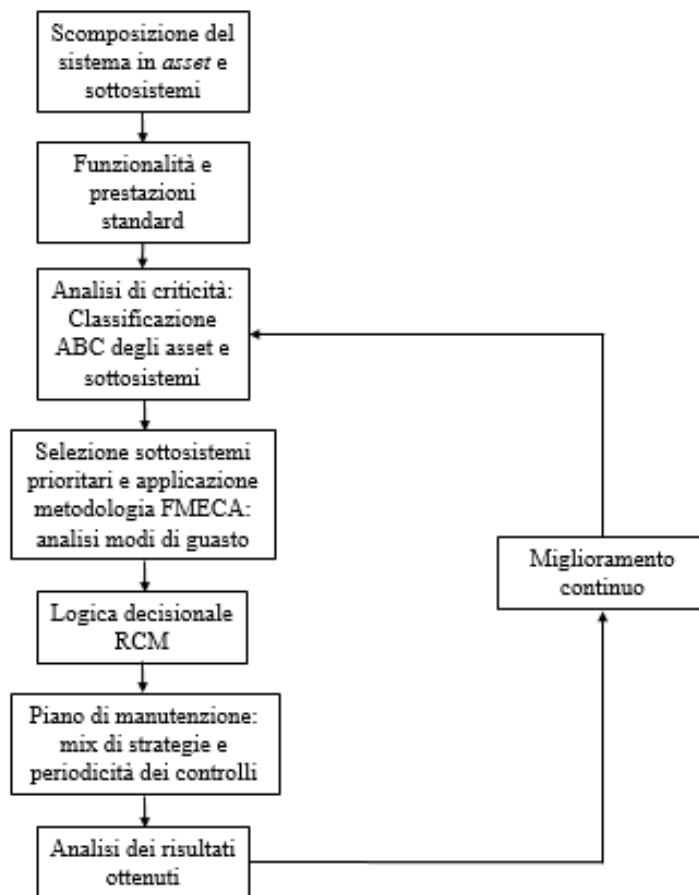 Scomposizione del
sistema in asset e
sottosistemi
Funzionalità e
prestazioni
standard
Analisi di criticità:
Classificazione
ABC degli asset e
sottosistemi
Selezione sottosistemi
prioritari e applicazione
metodologia FMECA:
analisi modi di guasto
Logica decisionale
RCM
Piano di manutenzione:
mix di strategie e
periodicità dei controlli
Analisi dei risultati
ottenuti
Miglioramento
continuo